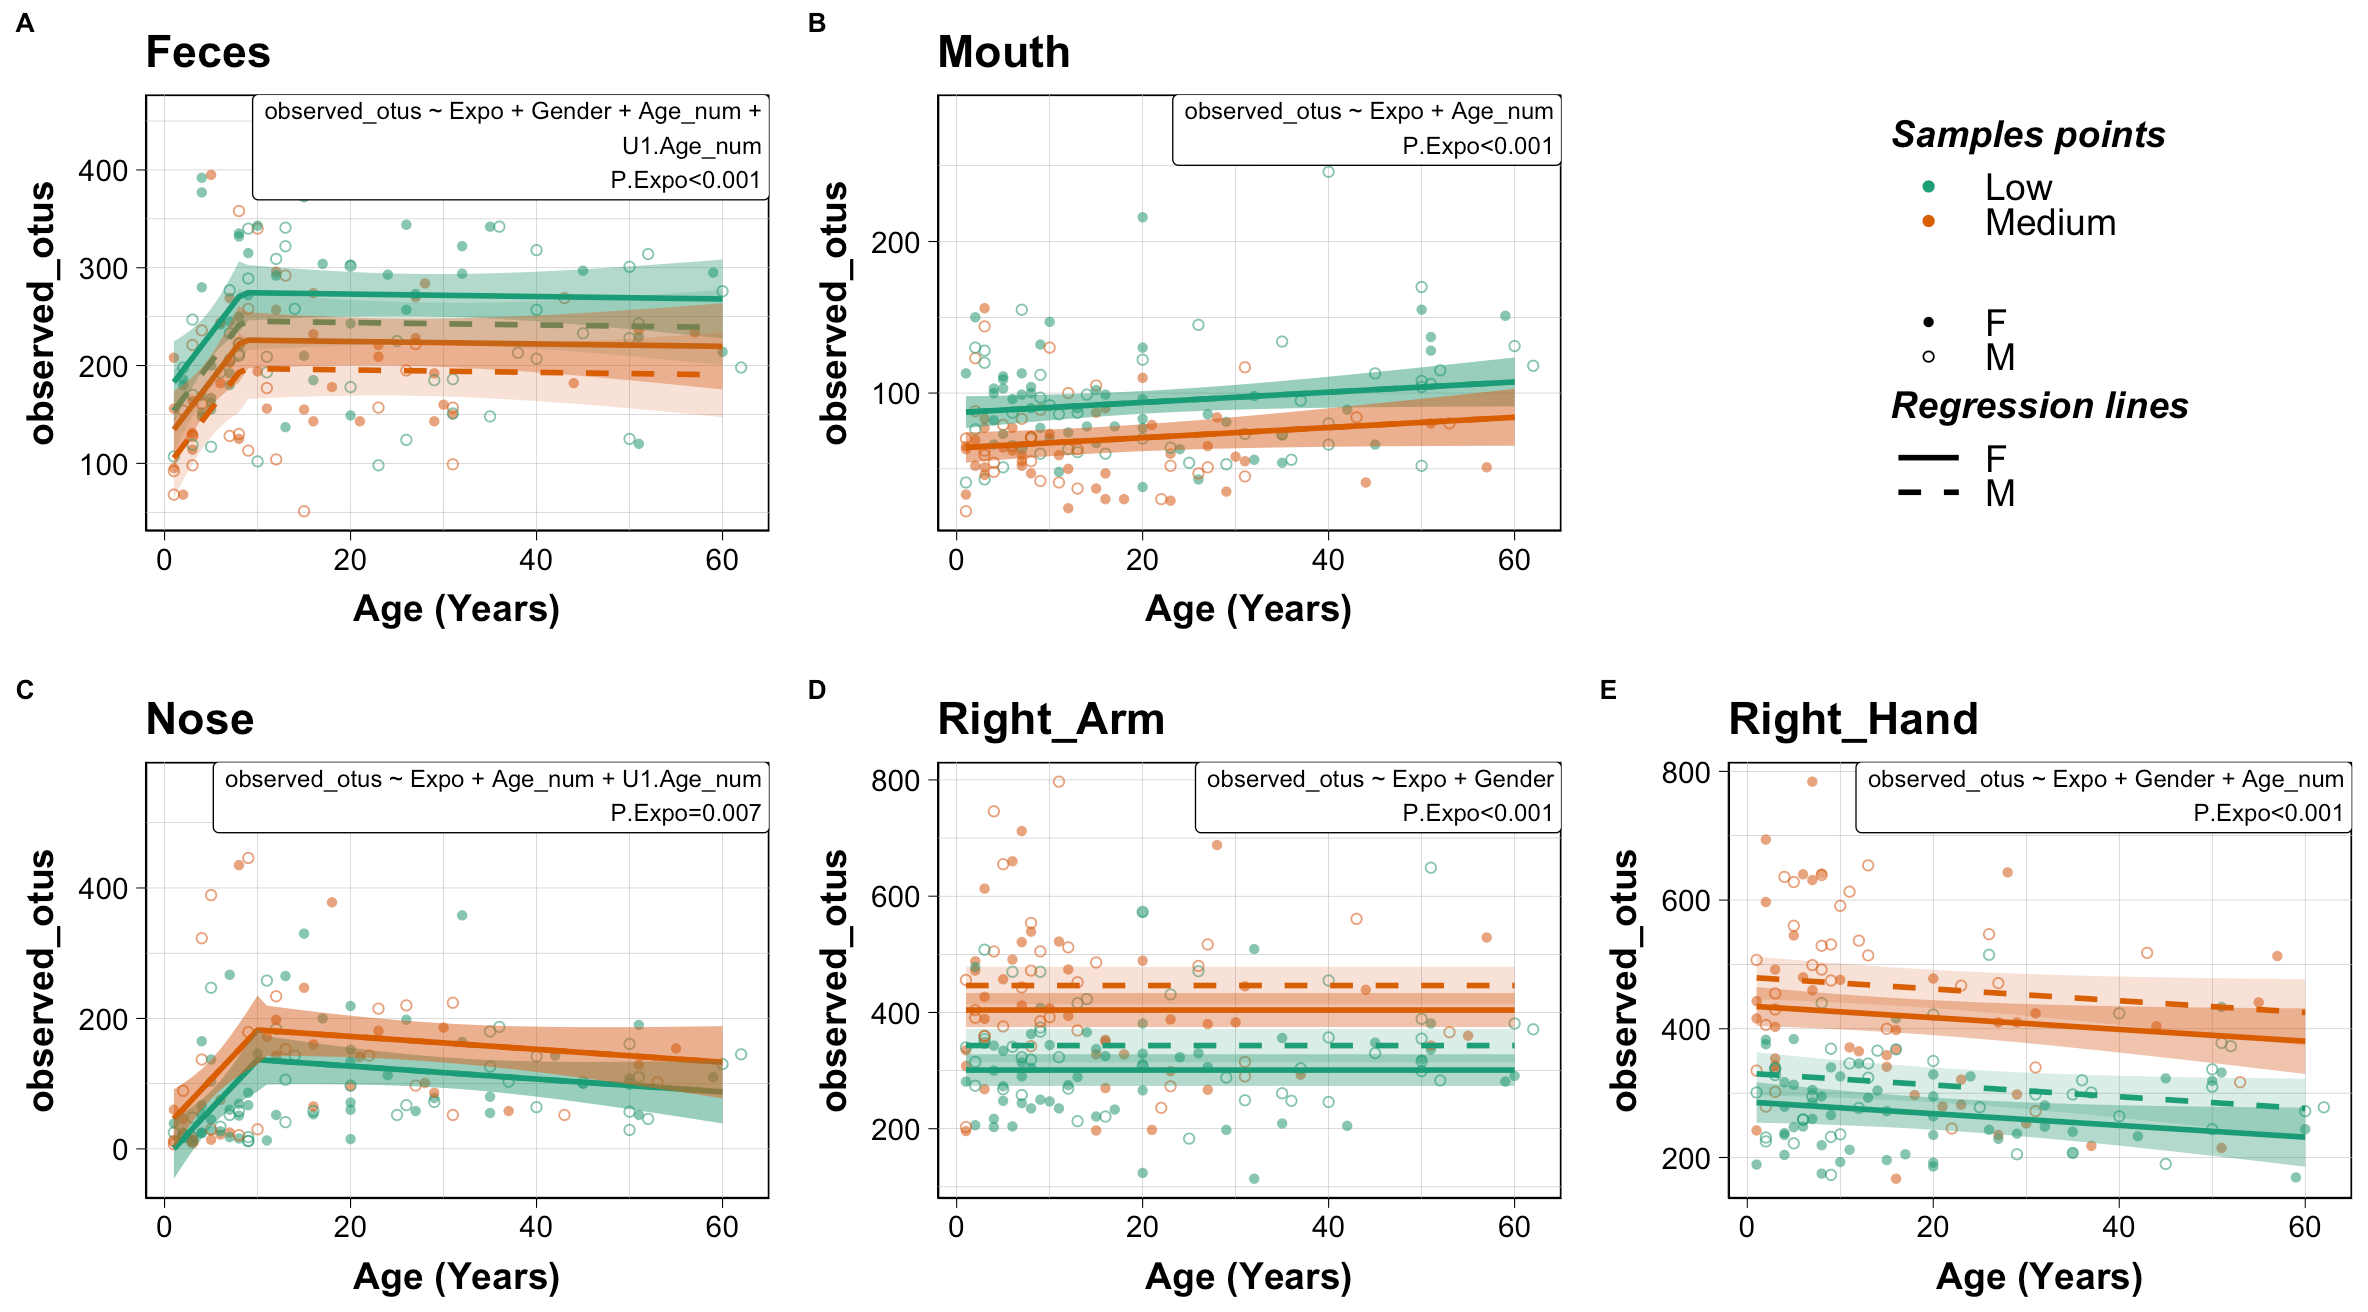 A
Feces
observed_otus ~ Expo + Gender + Age_num +
U1.Age_num
P.Expo<0.001
400
300
200
100
observed_otus
0 20 40 60
Age (Years)
B
Mouth
observed_otus ~ Expo + Age_num
P.Expo<0.001
200
100
observed_otus
0 20 40 60
Age (Years)
Samples points
Low
Medium
F
M
Regression lines
F
M
C
Nose
observed_otus ~ Expo + Age_num + U1.Age_num
P.Expo=0.007
400
200
0
observed_otus
0 20 40 60
Age (Years)
D
Right_Arm
observed_otus ~ Expo + Gender
P.Expo<0.001
800
600
400
200
observed_otus
0 20 40 60
Age (Years)
E
Right_Hand
observed_otus ~ Expo + Gender + Age_num
P.Expo<0.001
800
600
400
200
observed_otus
0 20 40 60
Age (Years)